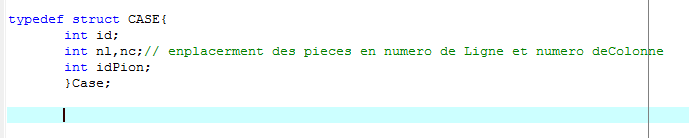 typedef struct CASE{
int id;
int nl,nc;// enplacerment des pieces en numero de Ligne et numero deColonne
int idPion;
}Case;